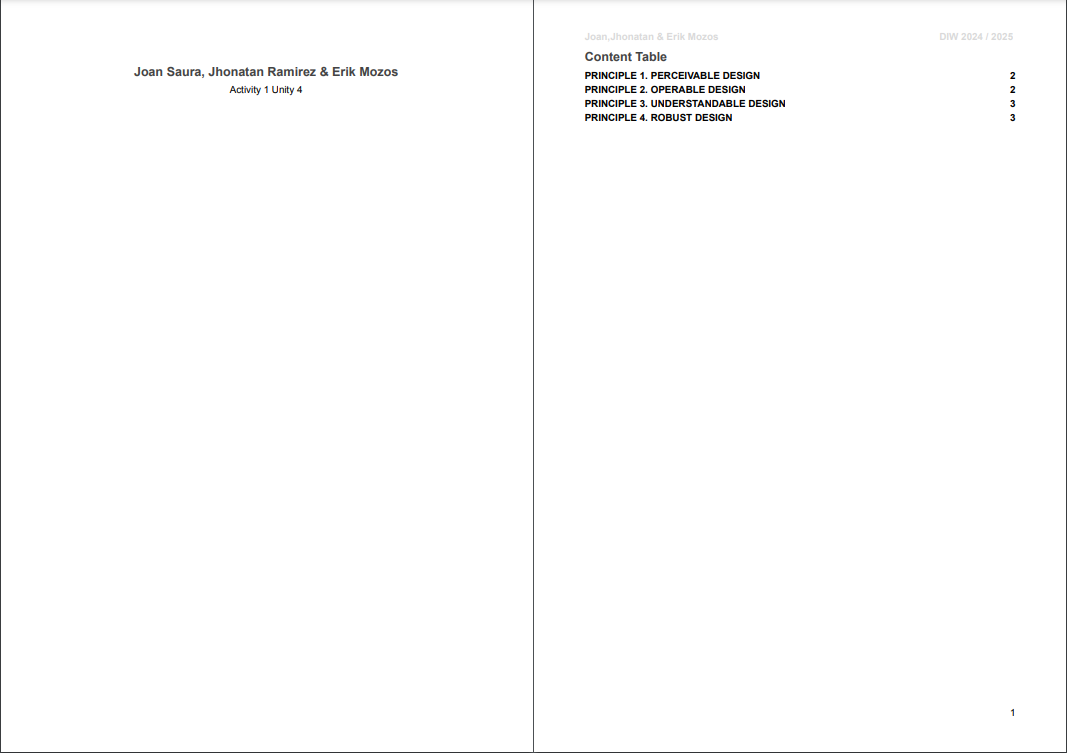 Joan Saura, Jhonatan Ramirez & Erik Mozos
Activity 1 Unity 4
Joan,Jhonatan & Erik Mozos DIW 2024 / 2025
Content Table
PRINCIPLE 1. PERCEIVABLE DESIGN 2
PRINCIPLE 2. OPERABLE DESIGN 2
PRINCIPLE 3. UNDERSTANDABLE DESIGN 3
PRINCIPLE 4. ROBUST DESIGN 3
1